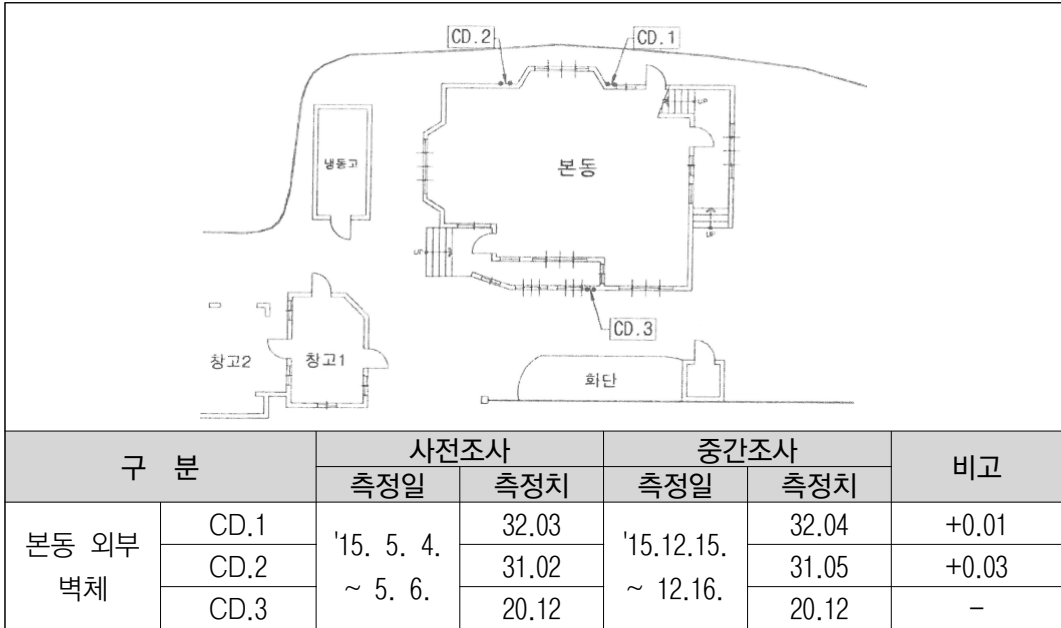 CD.2
CD.1
UP
냉동고
본동
UP
UP
CD.3
창고2
창고1
화단
구 분
사전조사
중간조사
비고
측정일
측정치
측정일
측정치
본동 외부
벽체
CD.1
'15. 5. 4.
~ 5. 6.
32.03
'15.12.15.
~ 12.16.
32.04
+0.01
CD.2
31.02
31.05
+0.03
CD.3
20.12
20.12
-